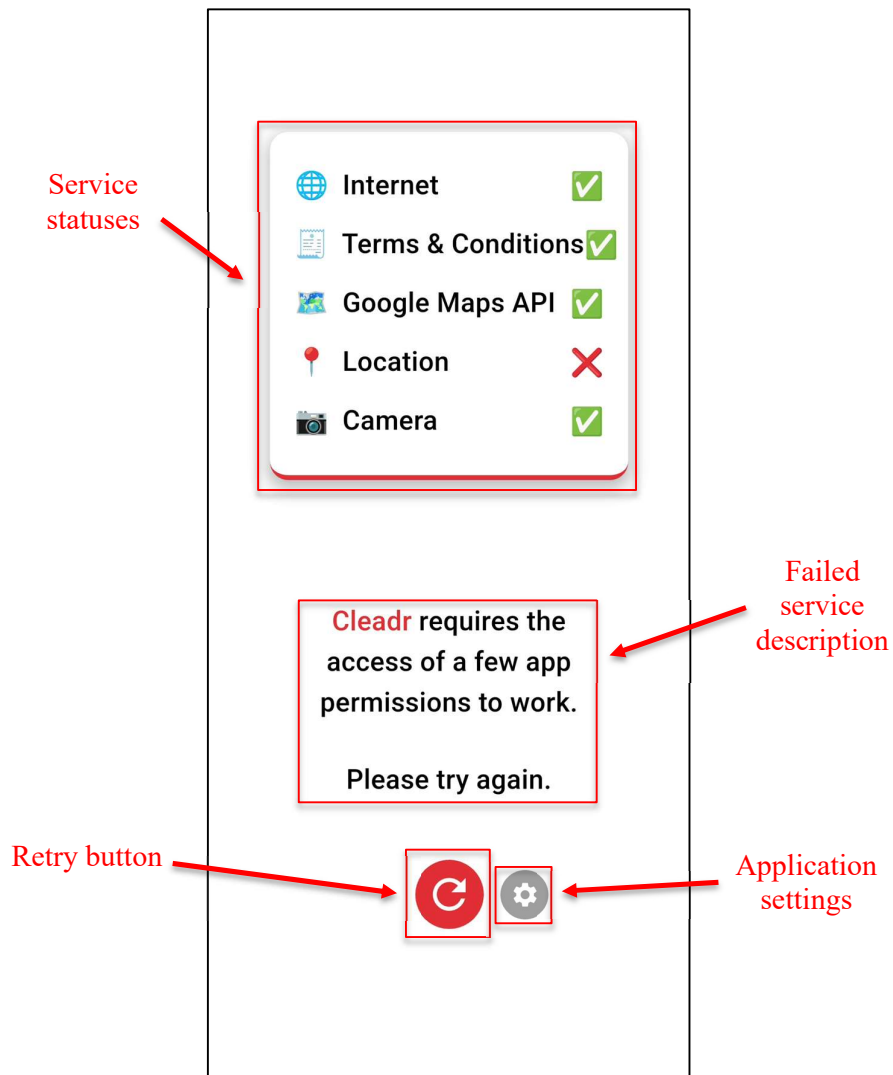 Service
statuses
Internet
Terms & Conditions
Google Maps API
Location
Camera
Failed
service
description
Cleadr requires the
access of a few app
permissions to work.
Please try again.
Retry button
Application
settings